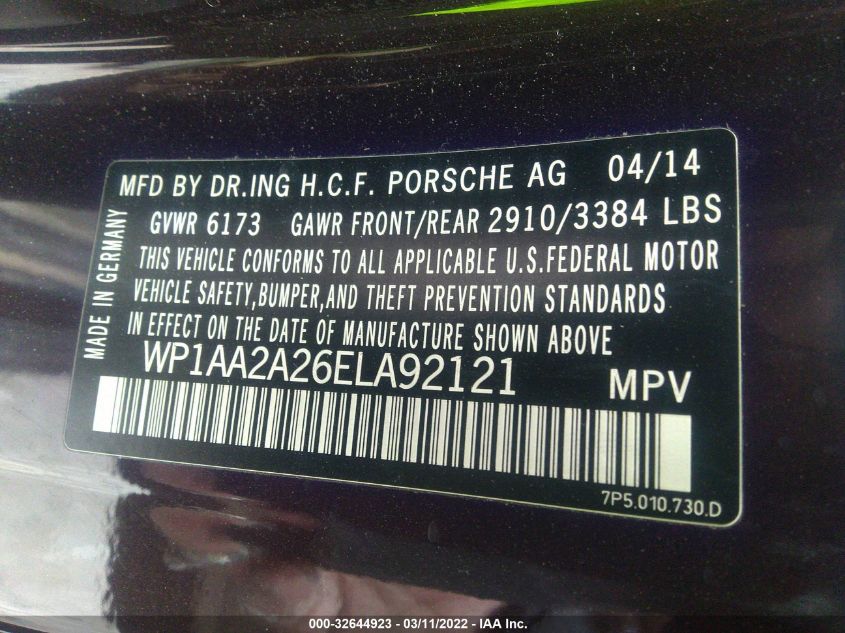 MFD BY DR.ING H.C.F. PORSCHE AG 04/14
GVWR 6173 GAWR FRONT/REAR 2910/3384 LBS
THIS VEHICLE CONFORMS TO ALL APPLICABLE U.S.FEDERAL MOTOR
VEHICLE SAFETY,BUMPER,AND THEFT PREVENTION STANDARDS
IN EFFECT ON THE DATE OF MANUFACTURE SHOWN ABOVE
MADE IN GERMANY
WP1AA2A26ELA92121 MPV
7P5.010.730.D
000-32644923 - 03/11/2022 - IAA Inc.